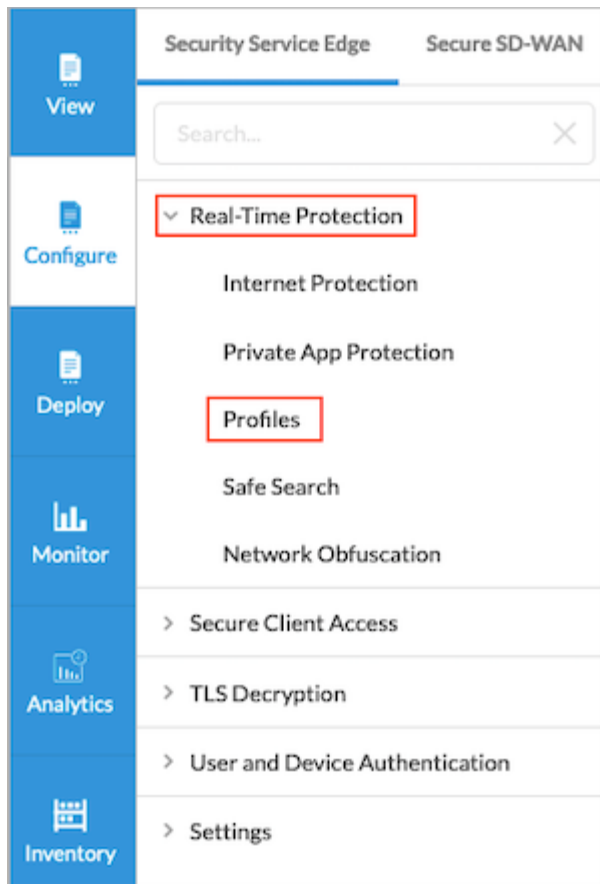 Security Service Edge
Secure SD-WAN
View
Search...
Configure
Real-Time Protection
Internet Protection
Private App Protection
Deploy
Profiles
Safe Search
Monitor
Network Obfuscation
Secure Client Access
Analytics
TLS Decryption
User and Device Authentication
Inventory
Settings